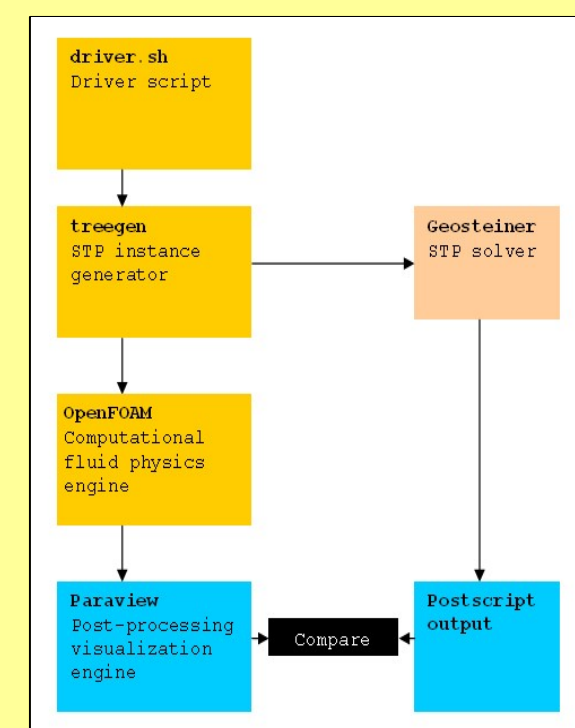 driver.sh
Driver script
treegen
STP instance
generator
Geosteiner
STP solver
OpenFOAM
Computational
fluid physics
engine
Paraview
Post-processing
visualization
engine
Compare
Postscript
output